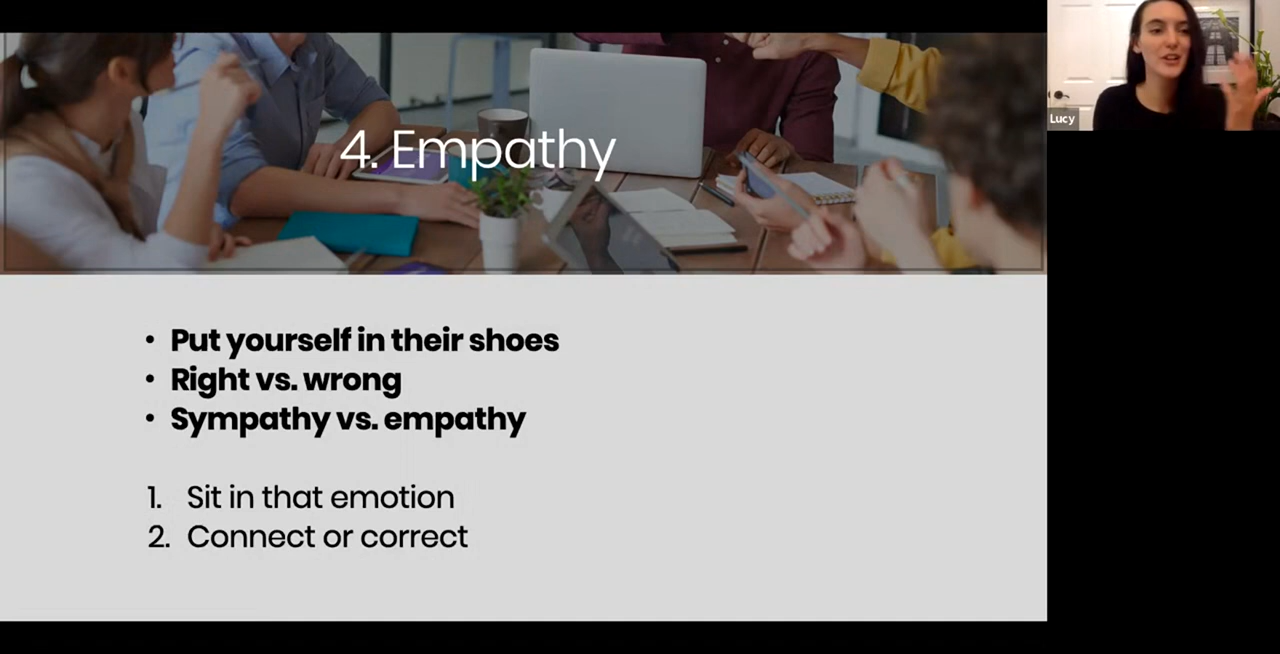 4. Empathy
Lucy
• Put yourself in their shoes
• Right vs. wrong
• Sympathy vs. empathy
1. Sit in that emotion
2. Connect or correct